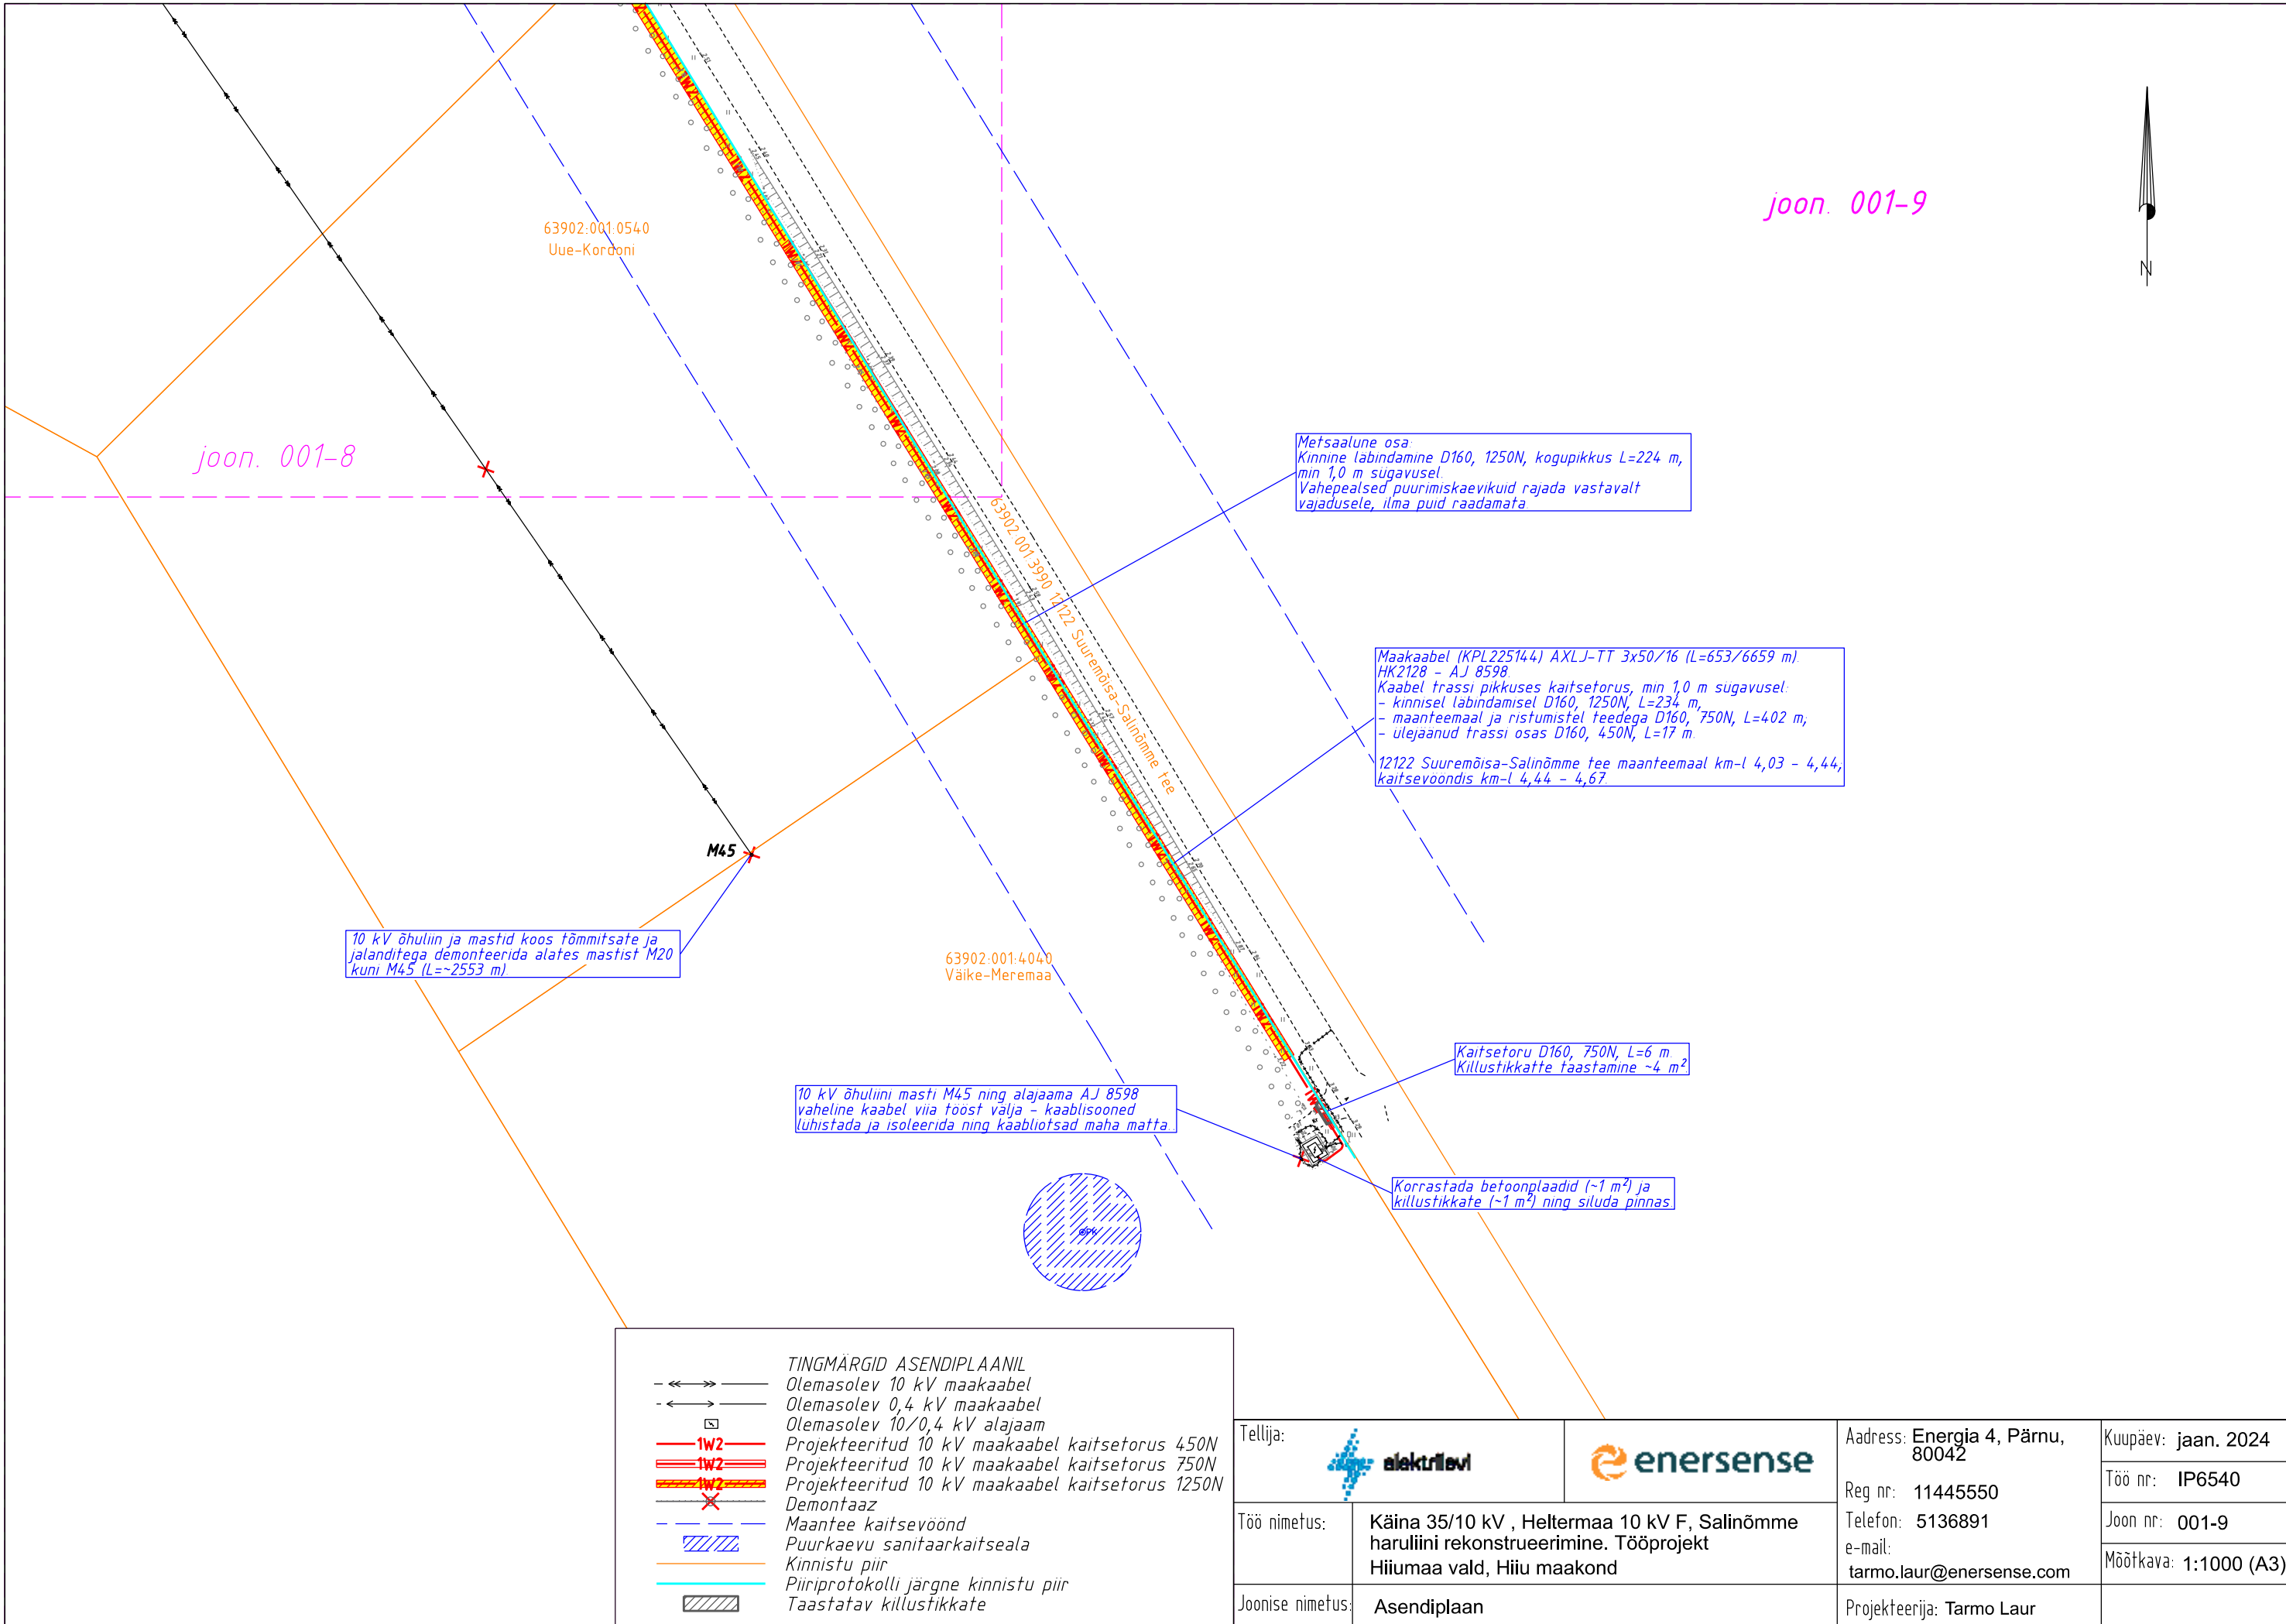 joon. 001-9
N
63902:001:0540
Uue-Kordoni
joon. 001-8
Metsaalune osa:
Kinnine läbindamine D160, 1250N, kogupikkus L=224 m,
min 1,0 m sügavusel.
Vahepealsed puurimiskaevikuid rajada vastavalt
vajadusele, ilma puid raadamata.
63902:001:3990 12122 Suuremõisa-Salinõmme tee
Maakaabel (KPL225144) AXLJ-TT 3x50/16 (L=653/6659 m).
HK2128 - AJ 8598.
Kaabel trassi pikkuses kaitsetorus, min 1,0 m sügavusel:
- kinnisel läbindamisel D160, 1250N, L=234 m,
- maanteemaal ja ristumistel teedega D160, 750N, L=402 m;
- ülejäänud trassi osas D160, 450N, L=17 m.
12122 Suuremõisa-Salinõmme tee maanteemaal km-l 4,03 - 4,44,
kaitsevööndis km-l 4,44 - 4,67.
M45
10 kV õhuliin ja mastid koos tõmmitsate ja
jalanditega demonteerida alates mastist M20
kuni M45 (L=~2553 m).
63902:001:4040
Väike-Meremaa
Kaitsetoru D160, 750N, L=6 m.
Killustikkatte taastamine ~4 m²
10 kV õhuliini masti M45 ning alajaama AJ 8598
vaheline kaabel viia tööst välja - kaablisooned
lühistada ja isoleerida ning kaabliotsad maha matta.
Korrastada betoonplaadid (~1 m²) ja
killustikkate (~1 m²) ning siluda pinnas.
PK
1W2
1W2
1W2
1W2
1W2
1W2
1W2
1W2
1W2
1W2
1W2
1W2
TINGMÄRGID ASENDIPLAANIL
Olemasolev 10 kV maakaabel
Olemasolev 0,4 kV maakaabel
Olemasolev 10/0,4 kV alajaam
1W2 Projekteeritud 10 kV maakaabel kaitsetorus 450N
1W2 Projekteeritud 10 kV maakaabel kaitsetorus 750N
1W2 Projekteeritud 10 kV maakaabel kaitsetorus 1250N
Demontaaz
Maantee kaitsevöönd
Puurkaevu sanitaarkaitseala
Kinnistu piir
Piiriprotokolli järgne kinnistu piir
Taastatav killustikkate
Tellija:
elektrilevi
enersense
Aadress: Energia 4, Pärnu,
80042
Reg nr: 11445550
Telefon: 5136891
e-mail:
tarmo.laur@enersense.com
Projekteerija: Tarmo Laur
Kuupäev: jaan. 2024
Töö nr: IP6540
Joon nr: 001-9
Mõõtkava: 1:1000 (A3)
Töö nimetus:
Käina 35/10 kV , Heltermaa 10 kV F, Salinõmme
haruliini rekonstrueerimine. Tööprojekt
Hiiumaa vald, Hiiu maakond
Joonise nimetus:
Asendiplaan